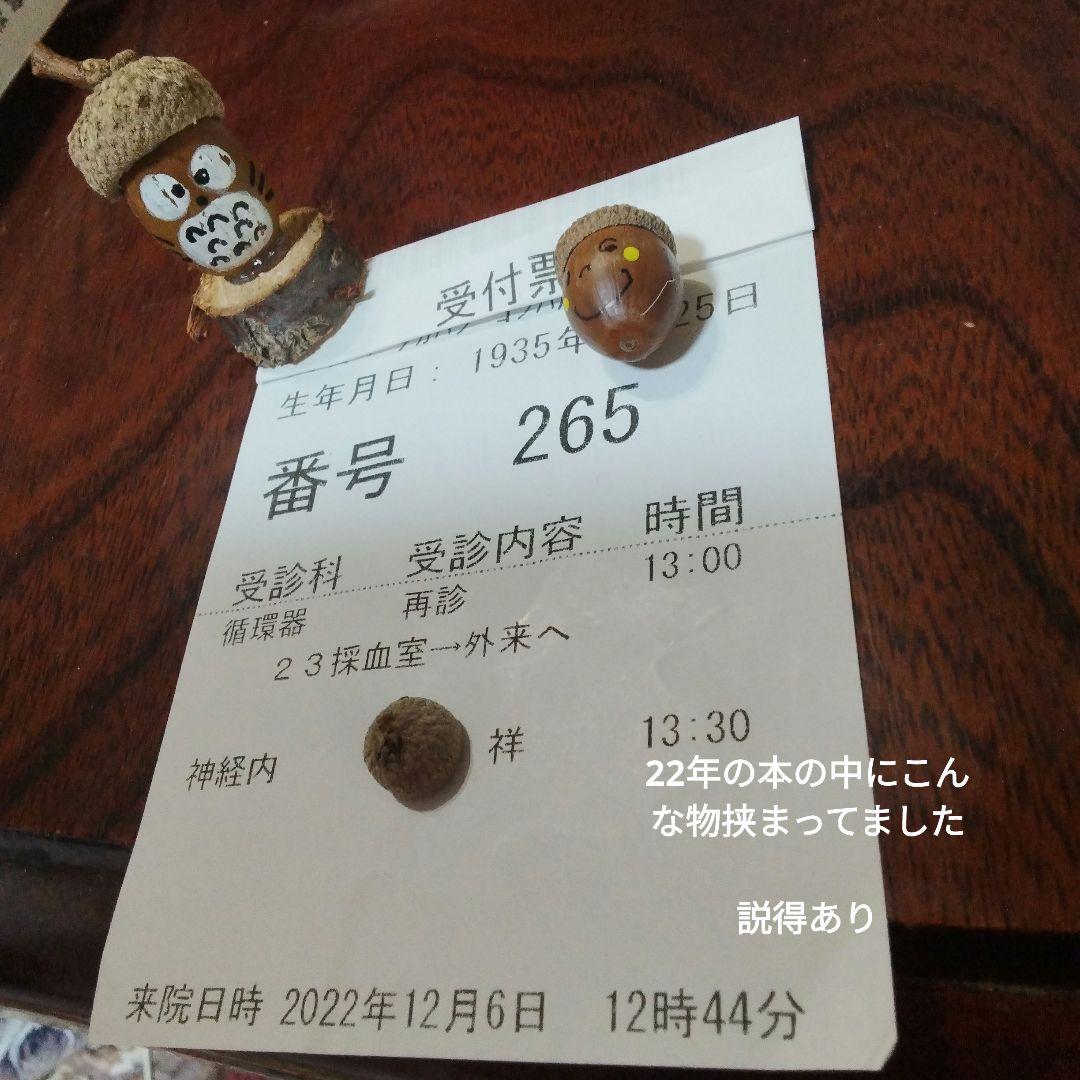 受付票
生年月日： 1935年 25日
番号 265
受診科 受診内容 時間
循環器 再診 13:00
２３採血室→外来へ
神経内 祥 13:30
22年の本の中にこん
な物挟まってました
説得あり
来院日時 2022年12月6日 12時44分